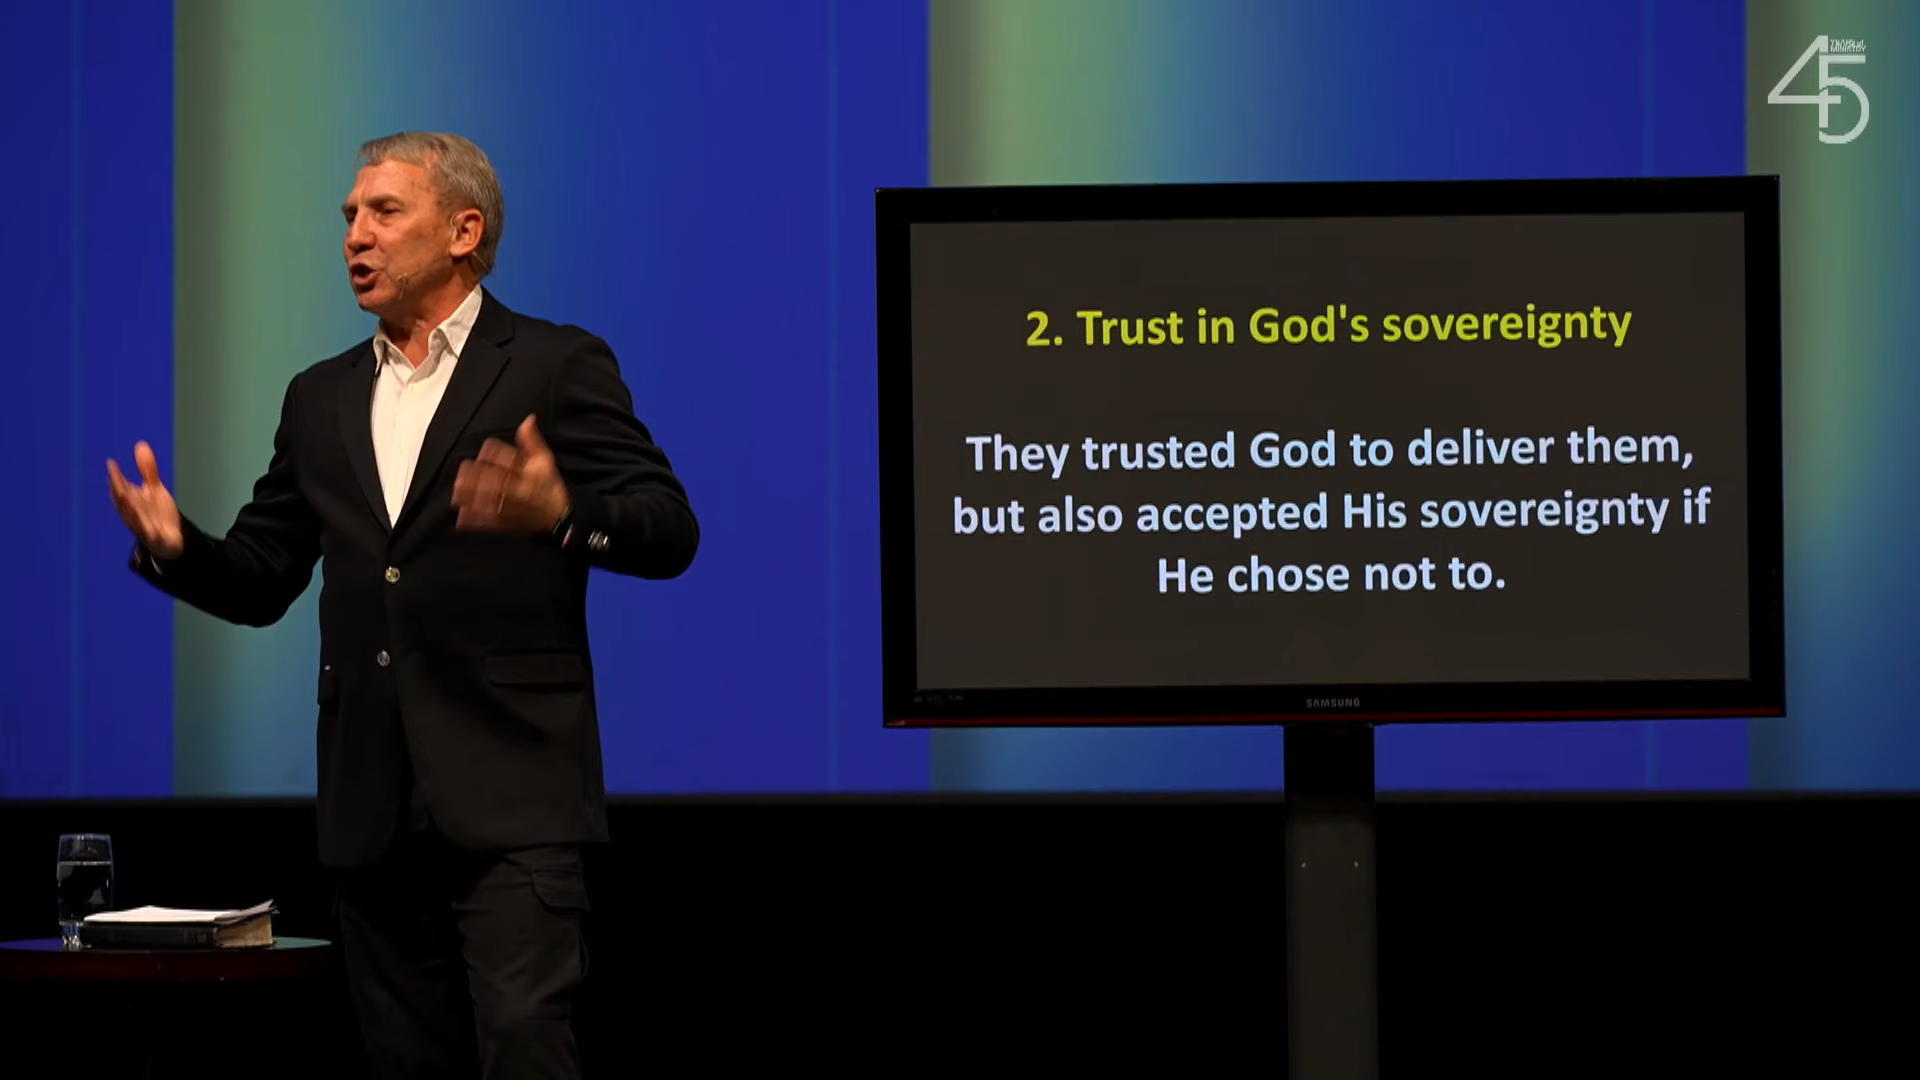 45
2. Trust in God's sovereignty
They trusted God to deliver them,
but also accepted His sovereignty if
He chose not to.
SAMSUNG